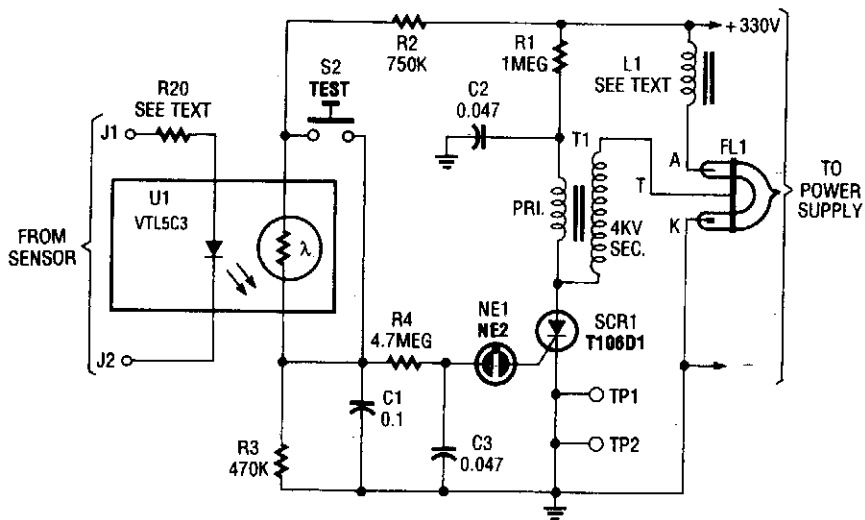 +330V
R2
750K
R1
1MEG
L1
SEE TEXT
S2
TEST
R20
SEE TEXT
C2
0.047
J1
T1
FL1
A
T
K
TO
POWER
SUPPLY
U1
VTL5C3
PRI.
4KV
SEC.
FROM
SENSOR
λ
NE1
NE2
SCR1
T106D1
R4
4.7MEG
J2
−
C1
0.1
TP1
R3
470K
C3
0.047
TP2